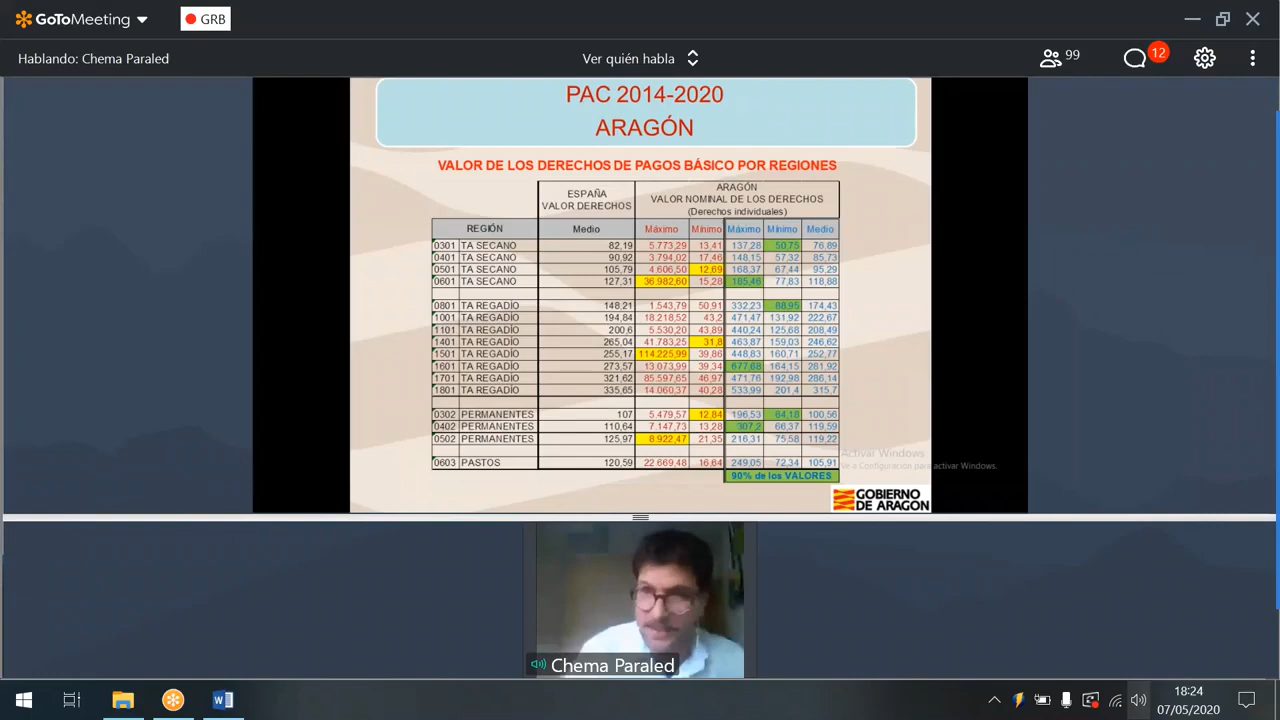 GoToMeeting
GRB
Hablando: Chema Paraled
Ver quién habla
99
12
PAC 2014-2020
ARAGÓN
VALOR DE LOS DERECHOS DE PAGOS BÁSICO POR REGIONES
ESPAÑA
VALOR DERECHOS
ARAGÓN
VALOR NOMINAL DE LOS DERECHOS
(Derechos individuales)
REGIÓN Medio Máximo Mínimo Máximo Mínimo Medio
0301 TA SECANO 82,19 5.773,29 13,41 137,28 50,75 76,89
0401 TA SECANO 90,92 3.794,02 17,46 148,15 57,32 85,73
0501 TA SECANO 105,79 4.606,50 12,69 168,37 67,44 95,29
0601 TA SECANO 127,31 36.982,60 15,28 185,48 77,83 118,88
0801 TA REGADÍO 148,21 1.543,79 50,91 332,23 88,95 174,43
1001 TA REGADÍO 194,84 18.218,52 43,2 471,47 131,92 222,67
1101 TA REGADÍO 200,6 5.530,20 43,89 440,24 125,68 208,49
1401 TA REGADÍO 265,04 41.783,25 31,8 463,87 159,03 246,62
1501 TA REGADÍO 255,17 114.225,99 39,86 448,83 160,71 252,77
1601 TA REGADÍO 273,57 13.073,99 39,34 677,68 164,15 281,92
1701 TA REGADÍO 321,62 85.597,65 46,97 471,76 192,98 286,14
1801 TA REGADÍO 335,65 14.060,37 40,28 533,99 201,4 315,7
0302 PERMANENTES 107 5.479,57 12,84 196,53 64,18 100,56
0402 PERMANENTES 110,64 7.147,73 13,28 307,2 66,37 119,59
0502 PERMANENTES 125,97 8.922,47 21,35 216,31 75,58 119,22
0603 PASTOS 120,59 22.669,48 16,64 249,05 72,34 105,91
90% de los VALORES
Activar Windows
Ve a Configuración para activar Windows.
GOBIERNO
DE ARAGON
Chema Paraled
18:24
07/05/2020